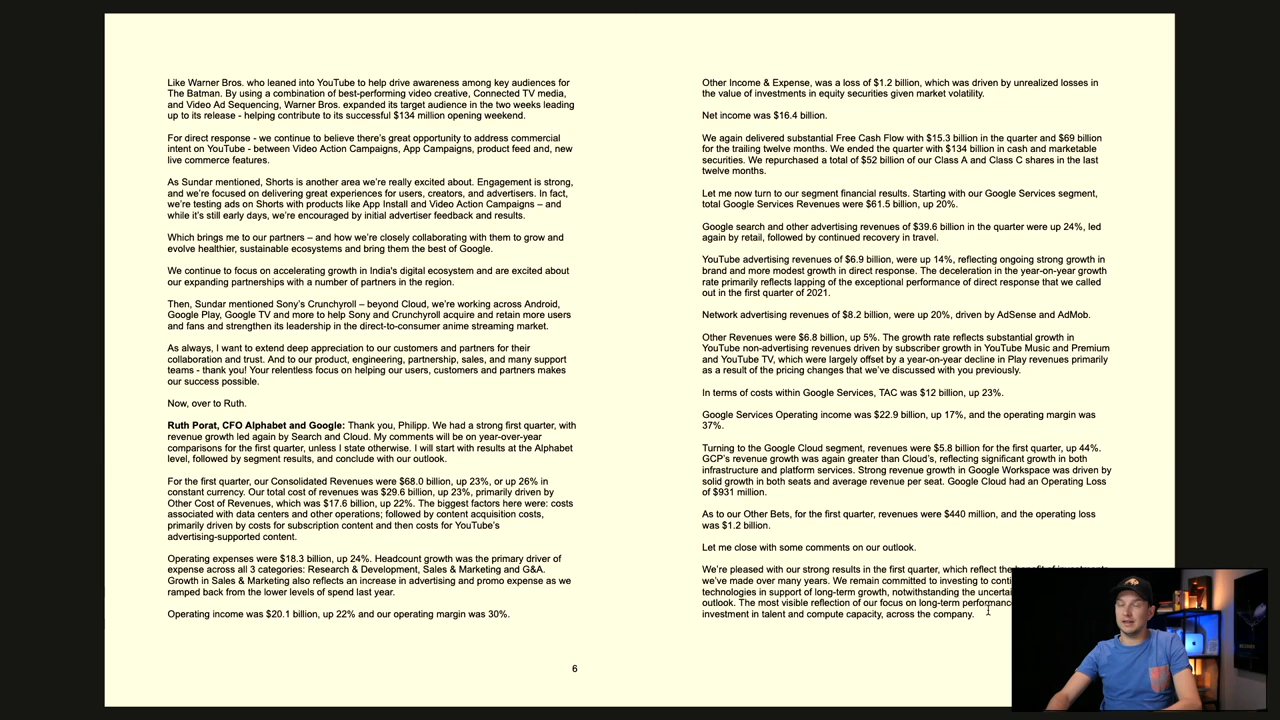 Like Warner Bros. who leaned into YouTube to help drive awareness among key audiences for
The Batman. By using a combination of best-performing video creative, Connected TV media,
and Video Ad Sequencing, Warner Bros. expanded its target audience in the two weeks leading
up to its release - helping contribute to its successful $134 million opening weekend.
For direct response - we continue to believe there's great opportunity to address commercial
intent on YouTube - between Video Action Campaigns, App Campaigns, product feed and, new
live commerce features.
As Sundar mentioned, Shorts is another area we're really excited about. Engagement is strong,
and we're focused on delivering great experiences for users, creators, and advertisers. In fact,
we're testing ads on Shorts with products like App Install and Video Action Campaigns – and
while it's still early days, we're encouraged by initial advertiser feedback and results.
Which brings me to our partners – and how we're closely collaborating with them to grow and
evolve healthier, sustainable ecosystems and bring them the best of Google.
We continue to focus on accelerating growth in India's digital ecosystem and are excited about
our expanding partnerships with a number of partners in the region.
Then, Sundar mentioned Sony's Crunchyroll – beyond Cloud, we're working across Android,
Google Play, Google TV and more to help Sony and Crunchyroll acquire and retain more users
and fans and strengthen its leadership in the direct-to-consumer anime streaming market.
As always, I want to extend deep appreciation to our customers and partners for their
collaboration and trust. And to our product, engineering, partnership, sales, and many support
teams - thank you! Your relentless focus on helping our users, customers and partners makes
our success possible.
Now, over to Ruth.
Ruth Porat, CFO Alphabet and Google: Thank you, Philipp. We had a strong first quarter, with
revenue growth led again by Search and Cloud. My comments will be on year-over-year
comparisons for the first quarter, unless I state otherwise. I will start with results at the Alphabet
level, followed by segment results, and conclude with our outlook.
For the first quarter, our Consolidated Revenues were $68.0 billion, up 23%, or up 26% in
constant currency. Our total cost of revenues was $29.6 billion, up 23%, primarily driven by
Other Cost of Revenues, which was $17.6 billion, up 22%. The biggest factors here were: costs
associated with data centers and other operations; followed by content acquisition costs,
primarily driven by costs for subscription content and then costs for YouTube's
advertising-supported content.
Operating expenses were $18.3 billion, up 24%. Headcount growth was the primary driver of
expense across all 3 categories: Research & Development, Sales & Marketing and G&A.
Growth in Sales & Marketing also reflects an increase in advertising and promo expense as we
ramped back from the lower levels of spend last year.
Operating income was $20.1 billion, up 22% and our operating margin was 30%.
6
Other Income & Expense, was a loss of $1.2 billion, which was driven by unrealized losses in
the value of investments in equity securities given market volatility.
Net income was $16.4 billion.
We again delivered substantial Free Cash Flow with $15.3 billion in the quarter and $69 billion
for the trailing twelve months. We ended the quarter with $134 billion in cash and marketable
securities. We repurchased a total of $52 billion of our Class A and Class C shares in the last
twelve months.
Let me now turn to our segment financial results. Starting with our Google Services segment,
total Google Services Revenues were $61.5 billion, up 20%.
Google search and other advertising revenues of $39.6 billion in the quarter were up 24%, led
again by retail, followed by continued recovery in travel.
YouTube advertising revenues of $6.9 billion, were up 14%, reflecting ongoing strong growth in
brand and more modest growth in direct response. The deceleration in the year-on-year growth
rate primarily reflects lapping of the exceptional performance of direct response that we called
out in the first quarter of 2021.
Network advertising revenues of $8.2 billion, were up 20%, driven by AdSense and AdMob.
Other Revenues were $6.8 billion, up 5%. The growth rate reflects substantial growth in
YouTube non-advertising revenues driven by subscriber growth in YouTube Music and Premium
and YouTube TV, which were largely offset by a year-on-year decline in Play revenues primarily
as a result of the pricing changes that we've discussed with you previously.
In terms of costs within Google Services, TAC was $12 billion, up 23%.
Google Services Operating income was $22.9 billion, up 17%, and the operating margin was
37%.
Turning to the Google Cloud segment, revenues were $5.8 billion for the first quarter, up 44%.
GCP's revenue growth was again greater than Cloud's, reflecting significant growth in both
infrastructure and platform services. Strong revenue growth in Google Workspace was driven by
solid growth in both seats and average revenue per seat. Google Cloud had an Operating Loss
of $931 million.
As to our Other Bets, for the first quarter, revenues were $440 million, and the operating loss
was $1.2 billion.
Let me close with some comments on our outlook.
We're pleased with our strong results in the first quarter, which reflect the
we've made over many years. We remain committed to investing to
technologies in support of long-term growth, notwithstanding the
outlook. The most visible reflection of our focus on long-term
investment in talent and compute capacity, across the company.